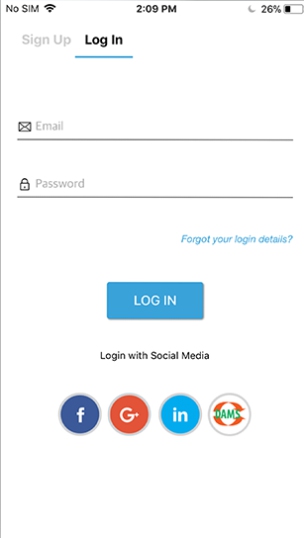 No SIM 2:09 PM 26%
Sign Up Log In
Email
Password
Forgot your login details?
LOG IN
Login with Social Media
f G+ in DAMS